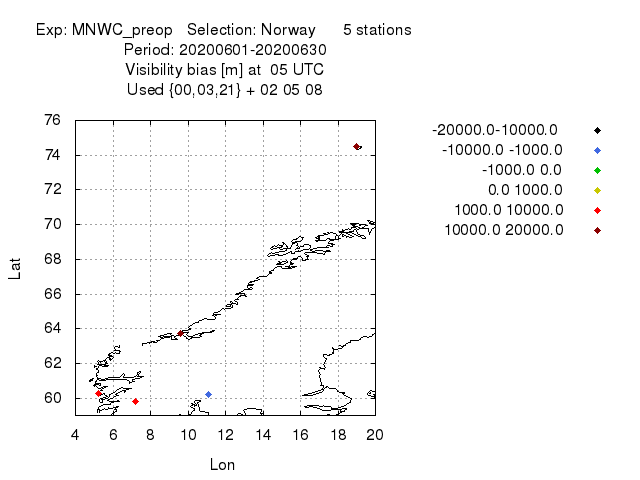 Exp: MNWC_preop   Selection: Norway      5 stations
Period: 20200601-20200630
Visibility bias [m] at  05 UTC
Used {00,03,21} + 02 05 08
-20000.0-10000.0
-10000.0 -1000.0
-1000.0 0.0
0.0 1000.0
1000.0 10000.0
10000.0 20000.0
76
74
72
70
68
66
64
62
60
Lat
4 6 8 10 12 14 16 18 20
Lon